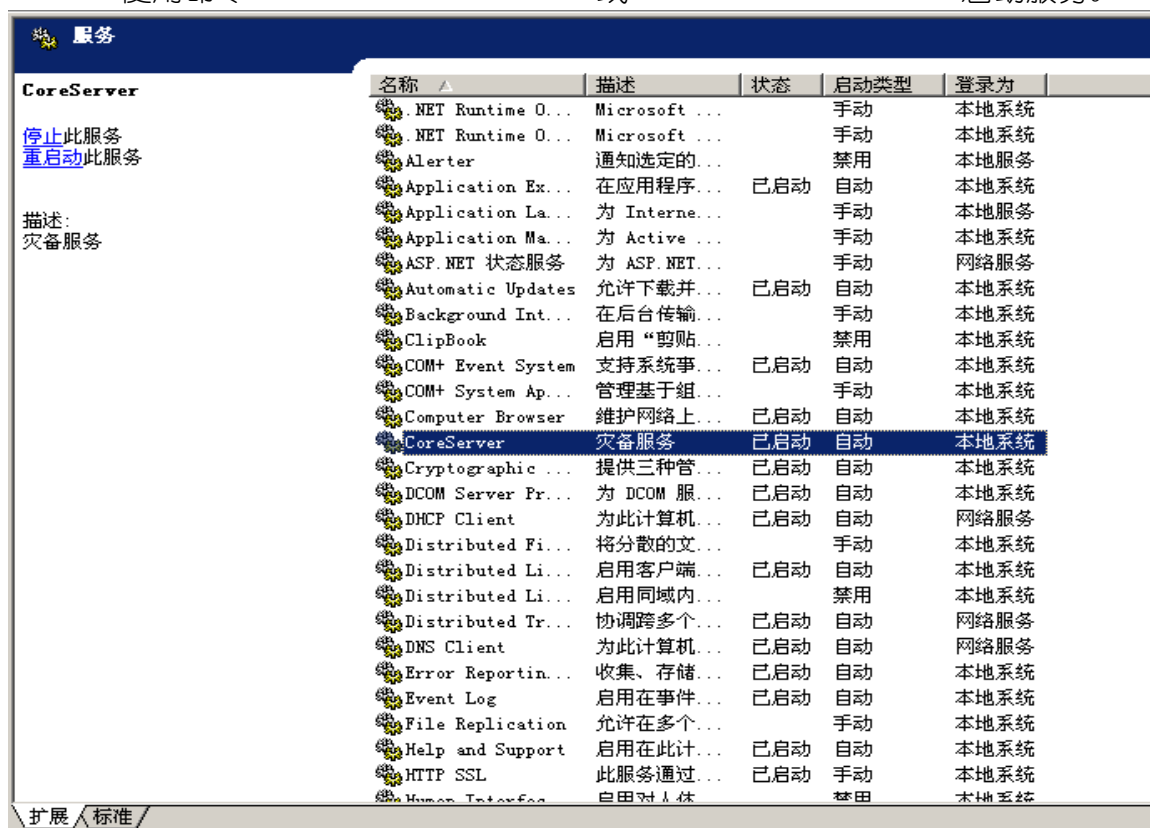 服务
CoreServer
停止此服务
重启动此服务
描述:
灾备服务
名称 描述 状态 启动类型 登录为
.NET Runtime O... Microsoft ... 手动 本地系统
.NET Runtime O... Microsoft ... 手动 本地系统
Alerter 通知选定的... 禁用 本地服务
Application Ex... 在应用程序... 已启动 自动 本地系统
Application La... 为 Interne... 手动 本地服务
Application Ma... 为 Active ... 手动 本地系统
ASP.NET 状态服务 为 ASP.NET... 手动 网络服务
Automatic Updates 允许下载并... 已启动 自动 本地系统
Background Int... 在后台传输... 手动 本地系统
ClipBook 启用“剪贴... 禁用 本地系统
COM+ Event System 支持系统事... 已启动 自动 本地系统
COM+ System Ap... 管理基于组... 手动 本地系统
Computer Browser 维护网络上... 已启动 自动 本地系统
CoreServer 灾备服务 已启动 自动 本地系统
Cryptographic ... 提供三种管... 已启动 自动 本地系统
DCOM Server Pr... 为 DCOM 服... 已启动 自动 本地系统
DHCP Client 为此计算机... 已启动 自动 网络服务
Distributed Fi... 将分散的文... 手动 本地系统
Distributed Li... 启用客户端... 已启动 自动 本地系统
Distributed Li... 启用同域内... 禁用 本地系统
Distributed Tr... 协调跨多个... 已启动 自动 网络服务
DNS Client 为此计算机... 已启动 自动 网络服务
Error Reportin... 收集、存储... 已启动 自动 本地系统
Event Log 启用在事件... 已启动 自动 本地系统
File Replication 允许在多个... 手动 本地系统
Help and Support 启用在此计... 已启动 自动 本地系统
HTTP SSL 此服务通过... 已启动 手动 本地系统
Human Interfac 启用对人体 禁用 本地系统
扩展 标准